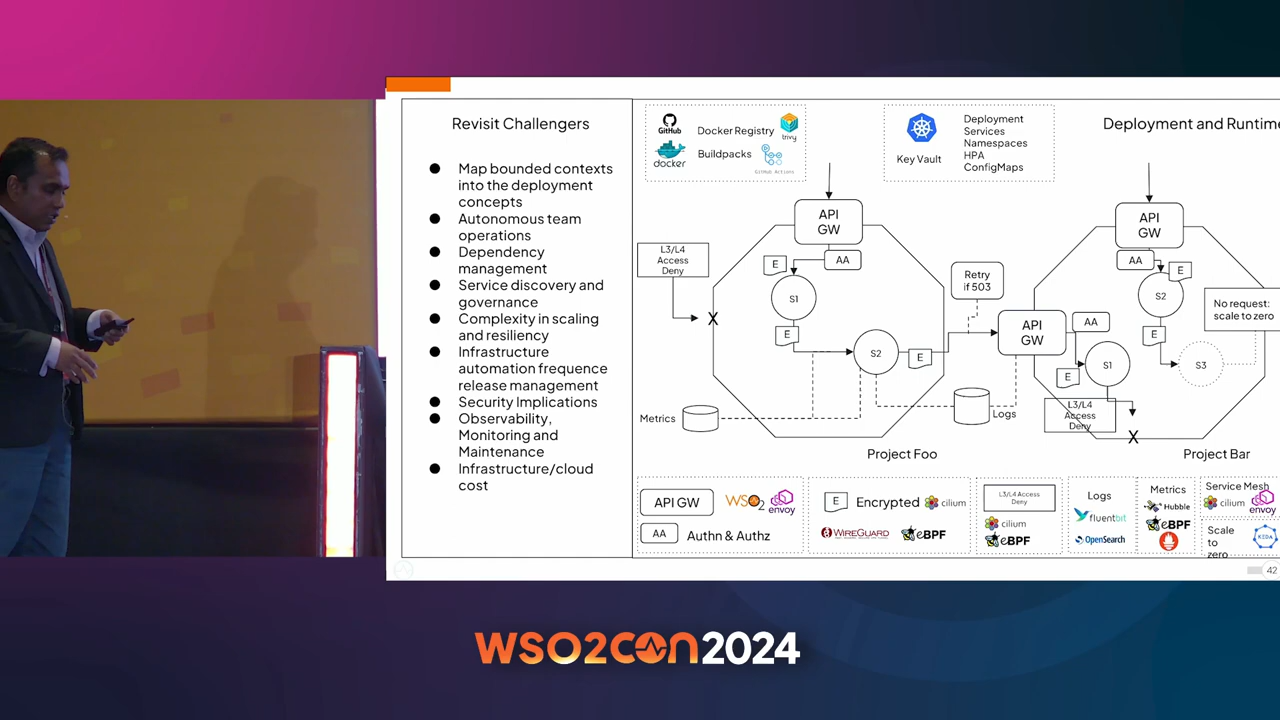 Revisit Challengers
Map bounded contexts
into the deployment
concepts
Autonomous team
operations
Dependency
management
Service discovery and
governance
Complexity in scaling
and resiliency
Infrastructure
automation frequence
release management
Security Implications
Observability,
Monitoring and
Maintenance
Infrastructure/cloud
cost
GitHub
Docker Registry
trivy
docker
Buildpacks
GitHub Actions
Key Vault
Deployment
Services
Namespaces
HPA
ConfigMaps
Deployment and Runtime
API
GW
AA
E
S1
E
S2
E
L3/L4
Access
Deny
X
Retry
if 503
Metrics
Logs
Project Foo
API
GW
AA
E
S2
E
S3
No request:
scale to zero
API
GW
AA
E
S1
L3/L4
Access
Deny
X
Project Bar
API GW
WSO2
envoy
AA
Authn & Authz
E
Encrypted
cilium
WIREGUARD
eBPF
L3/L4 Access
Deny
cilium
eBPF
Logs
fluentbit
OpenSearch
Metrics
Hubble
eBPF
Service Mesh
cilium
envoy
Scale
to
zero
KEDA
42
WSO2CON2024